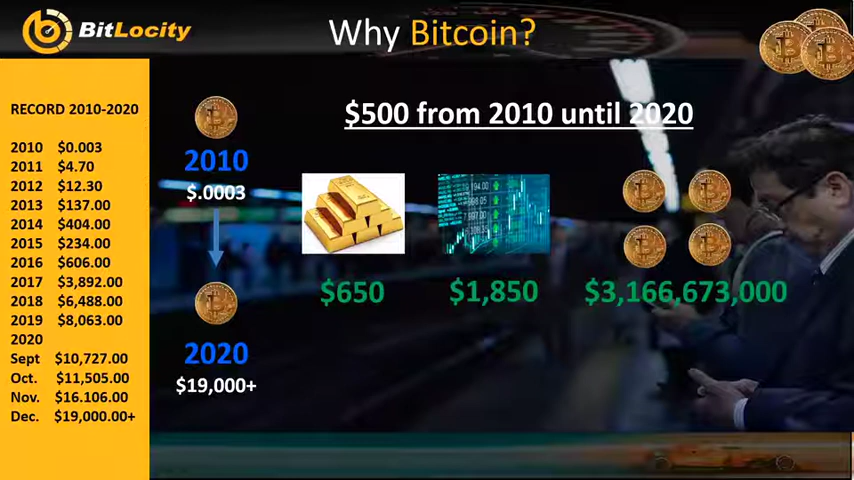 BitLocity
Why Bitcoin?
RECORD 2010-2020
2010 $0.003
2011 $4.70
2012 $12.30
2013 $137.00
2014 $404.00
2015 $234.00
2016 $606.00
2017 $3,892.00
2018 $6,488.00
2019 $8,063.00
2020
Sept $10,727.00
Oct. $11,505.00
Nov. $16.106.00
Dec. $19,000.00+
2010
$.0003
2020
$19,000+
$500 from 2010 until 2020
$650
$1,850
$3,166,673,000